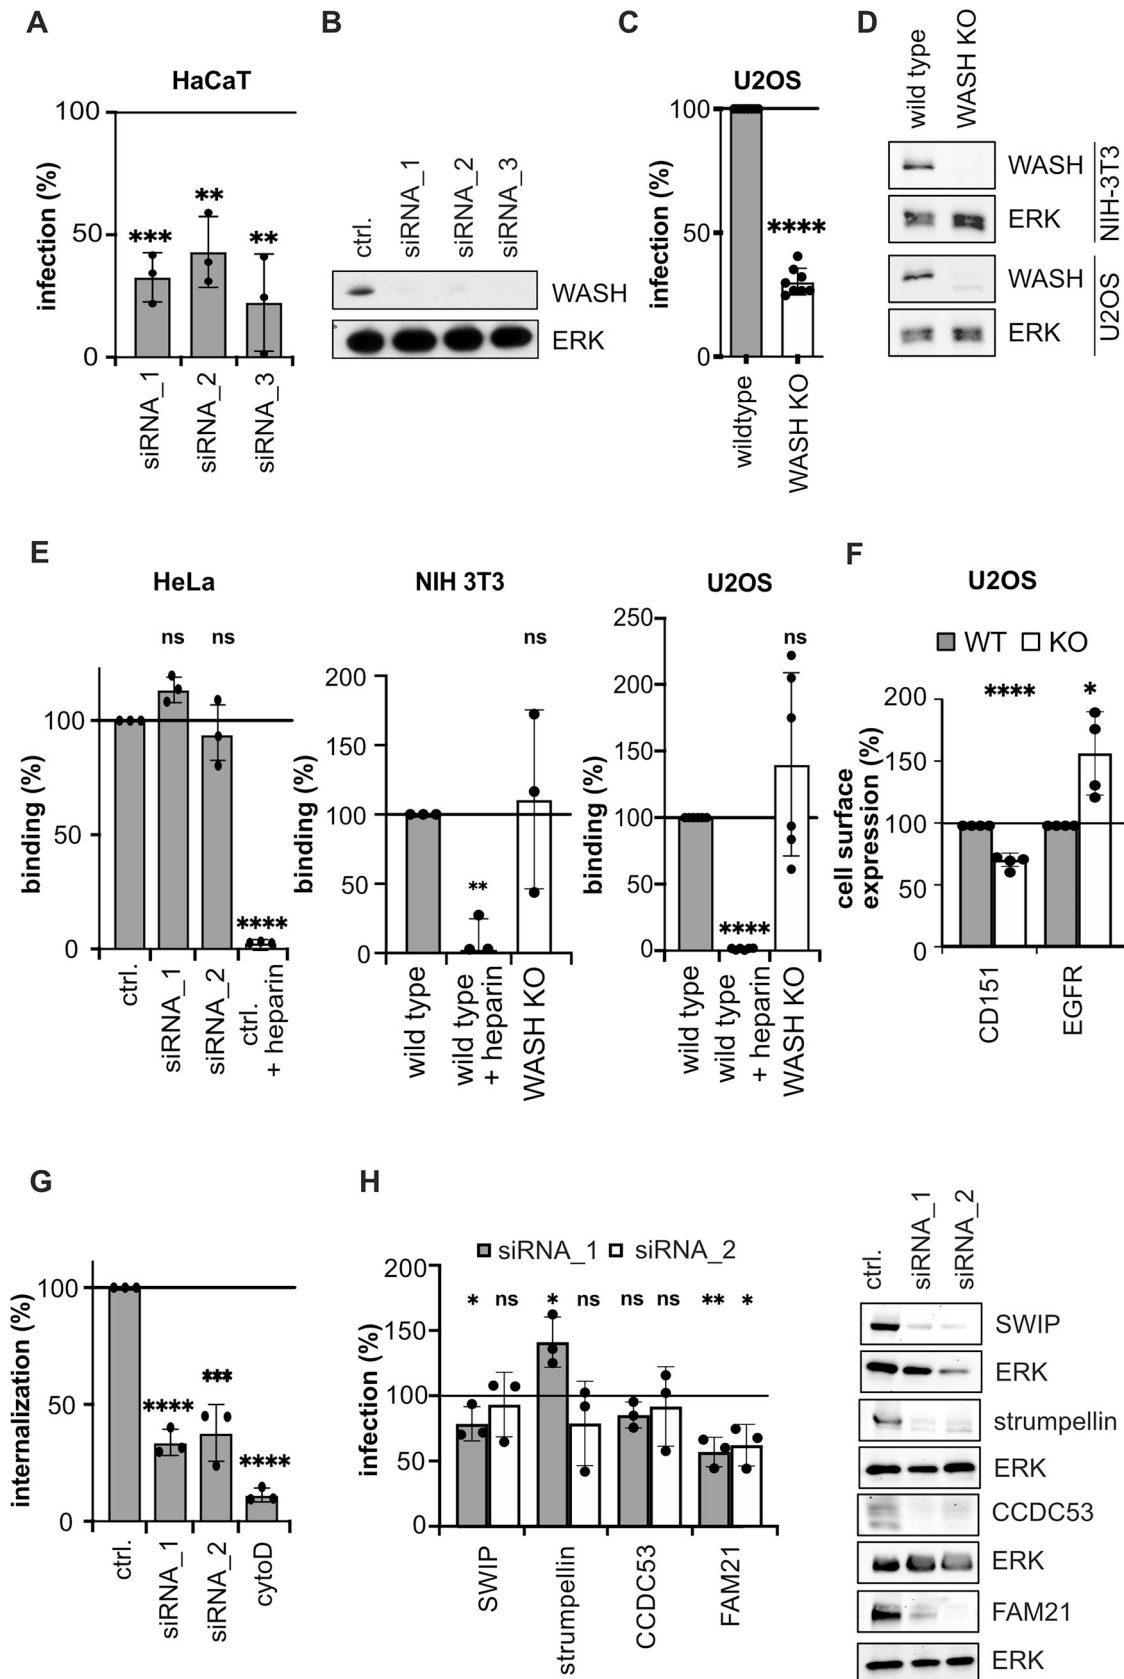 A
HaCaT
infection (%)
100
50
0
***
**
**
siRNA_1
siRNA_2
siRNA_3
B
ctrl.
siRNA_1
siRNA_2
siRNA_3
WASH
ERK
C
U2OS
infection (%)
100
50
0
****
wildtype
WASH KO
D
wild type
WASH KO
WASH
ERK
NIH-3T3
WASH
ERK
U2OS
E
HeLa
ns
ns
binding (%)
100
50
0
****
ctrl.
siRNA_1
siRNA_2
ctrl.
+ heparin
NIH 3T3
ns
binding (%)
200
150
100
50
0
**
wild type
wild type
+ heparin
WASH KO
U2OS
ns
binding (%)
250
200
150
100
50
0
****
wild type
wild type
+ heparin
WASH KO
F
U2OS
WT KO
cell surface
expression (%)
200
150
100
50
0
****
*
CD151
EGFR
G
internalization (%)
100
50
0
****
***
****
ctrl.
siRNA_1
siRNA_2
cytoD
H
siRNA_1 siRNA_2
infection (%)
200
150
100
50
0
* ns * ns ns ns ** *
SWIP
strumpellin
CCDC53
FAM21
ctrl.
siRNA_1
siRNA_2
SWIP
ERK
strumpellin
ERK
CCDC53
ERK
FAM21
ERK